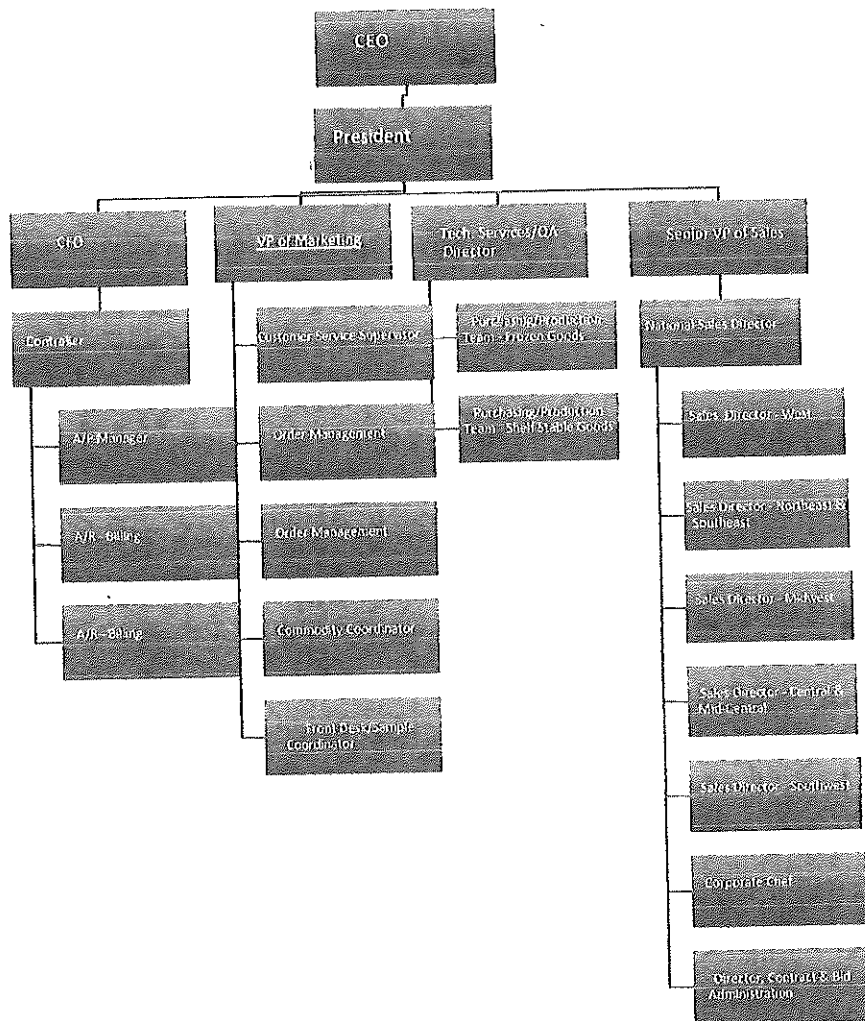 CEO
President
CFO
VP of Marketing
Tech. Services/QA
Director
Senior VP of Sales
Controller
Customer Service Supervisor
Purchasing/Production
Team - Frozen Goods
National Sales Director
A/P Manager
Order Management
Purchasing/Production
Team - Shelf Stable Goods
Sales Director - West
A/R - Billing
Order Management
Sales Director - Northeast &
Southeast
A/R - Billing
Commodity Coordinator
Sales Director - Midwest
Front Desk/Sample
Coordinator
Sales Director - Central &
Mid-Central
Sales Director - Southwest
Corporate Chef
Director, Contract & Bid
Administration